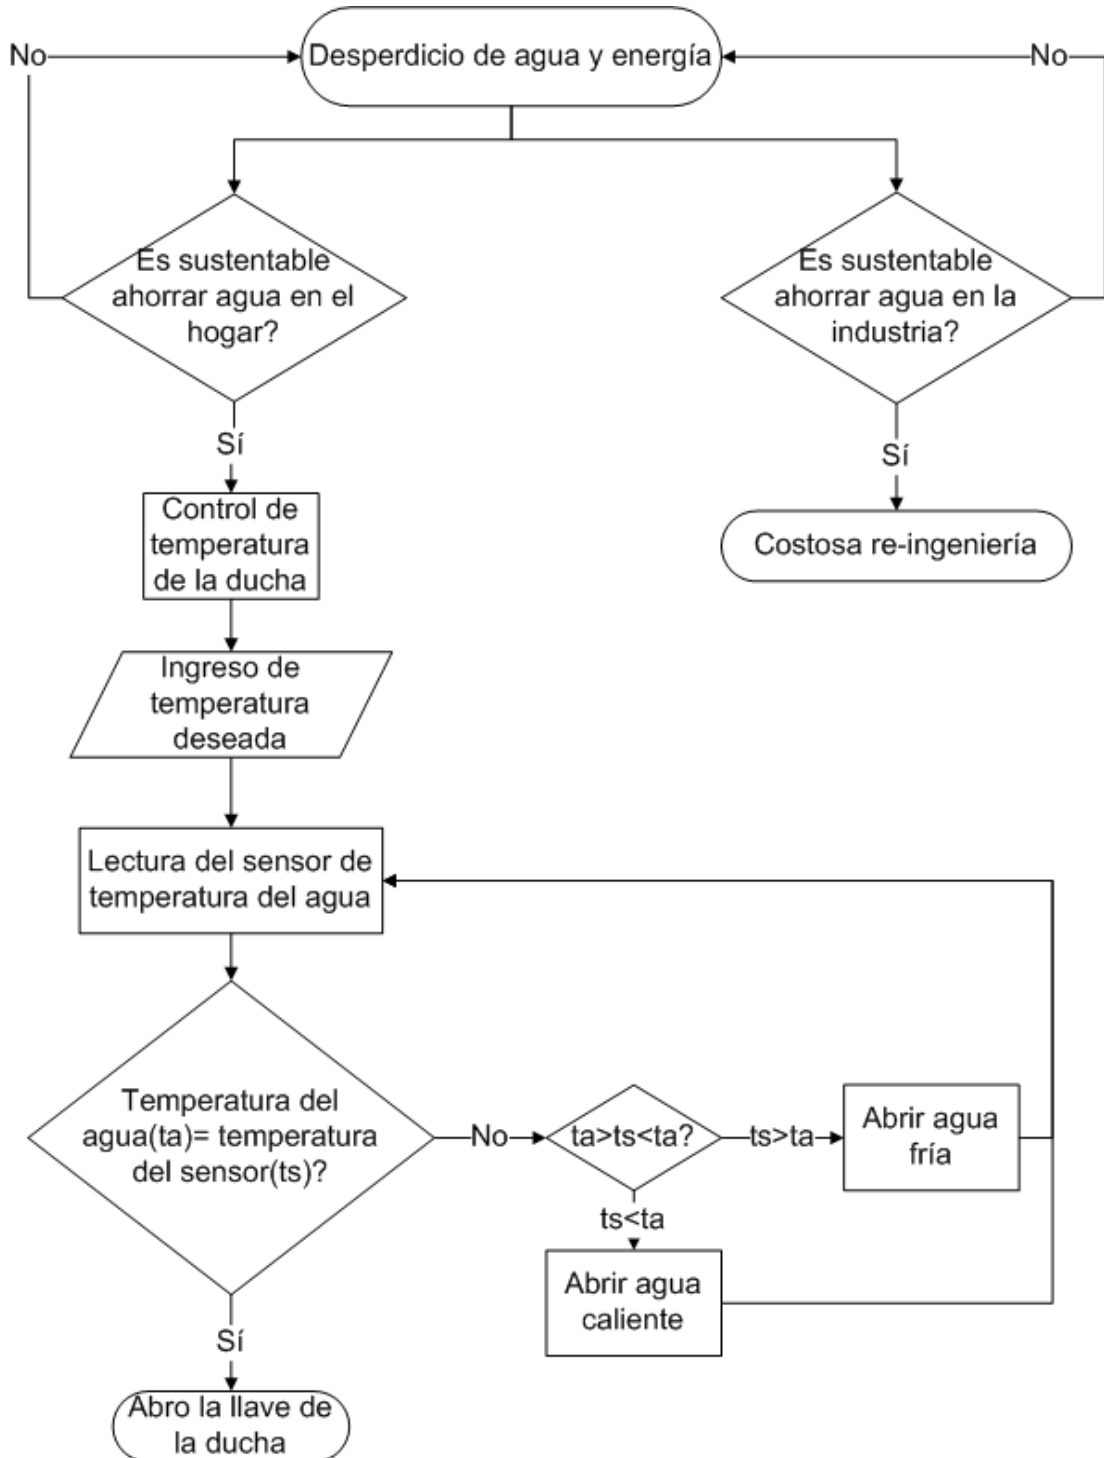 No
Desperdicio de agua y energía
No
Es sustentable
ahorrar agua en el
hogar?
Es sustentable
ahorrar agua en la
industria?
Sí
Sí
Control de
temperatura
de la ducha
Costosa re-ingeniería
Ingreso de
temperatura
deseada
Lectura del sensor de
temperatura del agua
Temperatura del
agua(ta)= temperatura
del sensor(ts)?
No
ta>ts<ta?
ts>ta
Abrir agua
fría
ts<ta
Abrir agua
caliente
Sí
Abro la llave de
la ducha